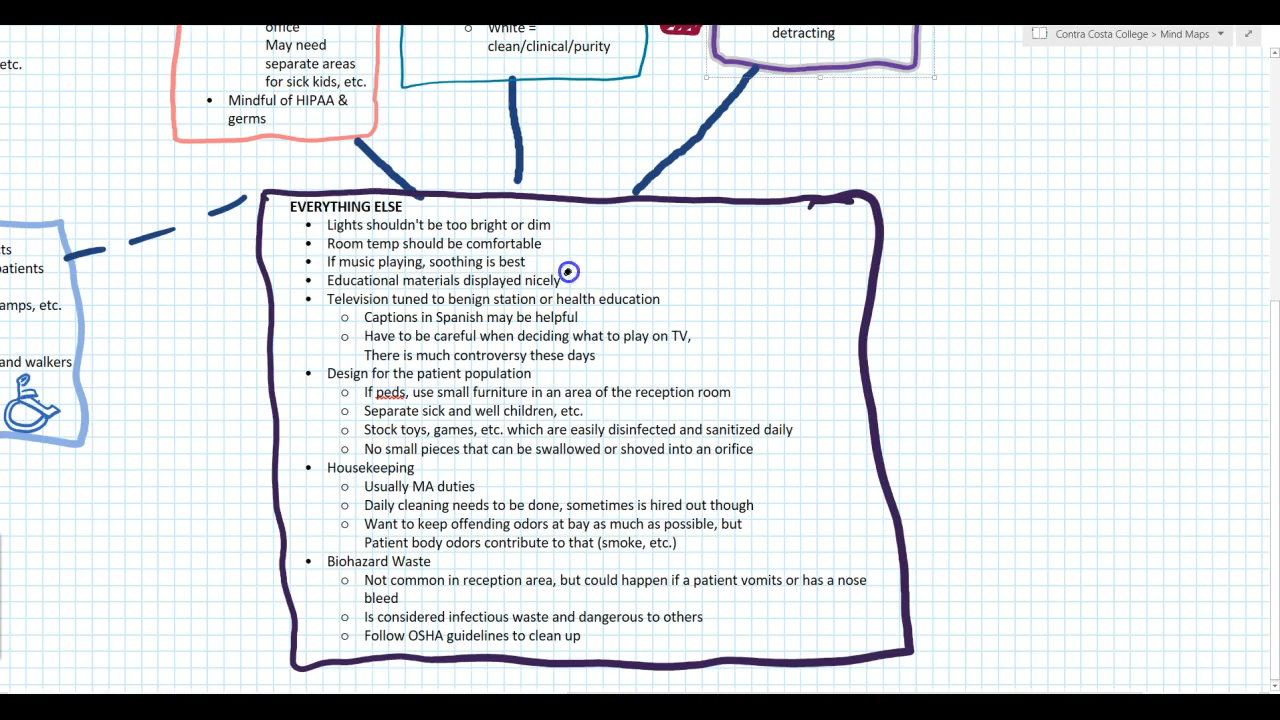 office
May need
separate areas
for sick kids, etc.
• Mindful of HIPAA &
germs
etc.
○ White =
clean/clinical/purity
detracting
Contra Costa College > Mind Maps
patients
amps, etc.
and walkers
EVERYTHING ELSE
• Lights shouldn't be too bright or dim
• Room temp should be comfortable
• If music playing, soothing is best
• Educational materials displayed nicely
• Television tuned to benign station or health education
○ Captions in Spanish may be helpful
○ Have to be careful when deciding what to play on TV,
There is much controversy these days
• Design for the patient population
○ If peds, use small furniture in an area of the reception room
○ Separate sick and well children, etc.
○ Stock toys, games, etc. which are easily disinfected and sanitized daily
○ No small pieces that can be swallowed or shoved into an orifice
• Housekeeping
○ Usually MA duties
○ Daily cleaning needs to be done, sometimes is hired out though
○ Want to keep offending odors at bay as much as possible, but
Patient body odors contribute to that (smoke, etc.)
• Biohazard Waste
○ Not common in reception area, but could happen if a patient vomits or has a nose
bleed
○ Is considered infectious waste and dangerous to others
○ Follow OSHA guidelines to clean up